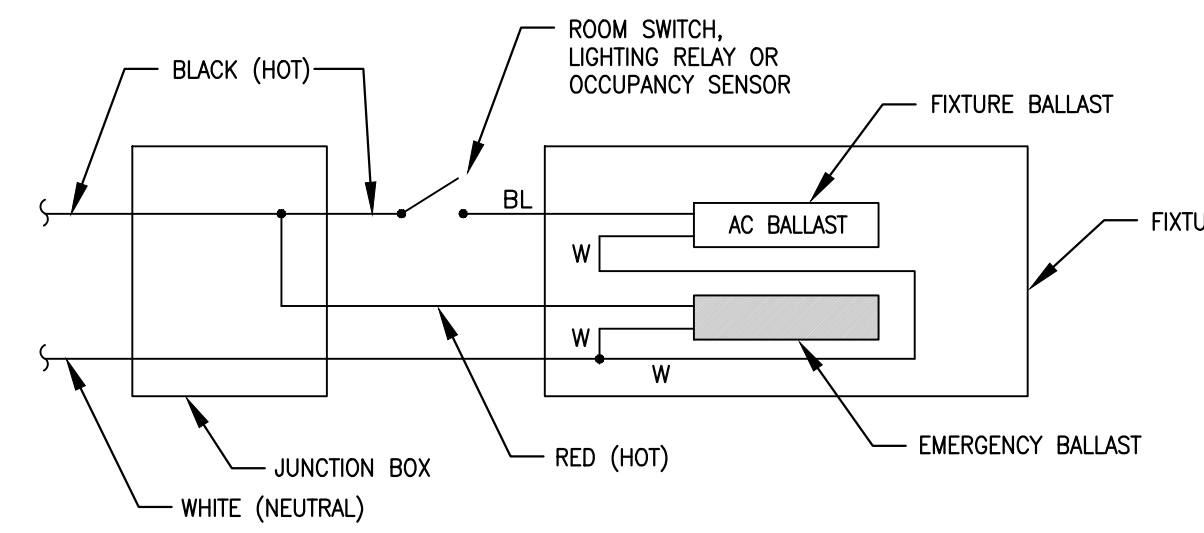 ROOM SWITCH,
LIGHTING RELAY OR
OCCUPANCY SENSOR
BLACK (HOT)
FIXTURE BALLAST
BL
AC BALLAST
FIXTU
W
W
W
EMERGENCY BALLAST
RED (HOT)
JUNCTION BOX
WHITE (NEUTRAL)